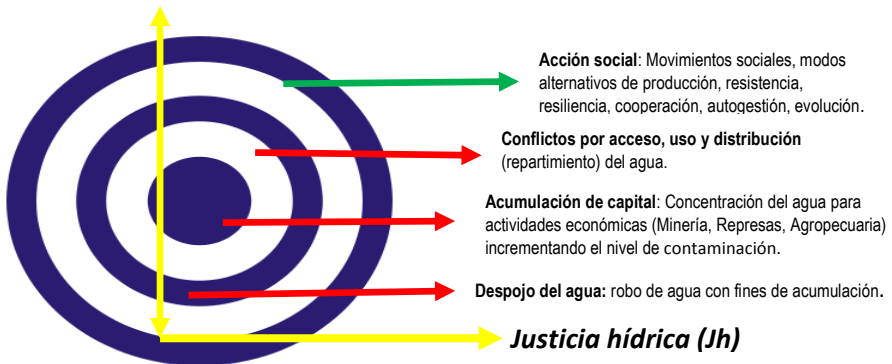 Acción social: Movimientos sociales, modos
alternativos de producción, resistencia,
resiliencia, cooperación, autogestión, evolución.
Conflictos por acceso, uso y distribución
(repartimiento) del agua.
Acumulación de capital: Concentración del agua para
actividades económicas (Minería, Represas, Agropecuaria)
incrementando el nivel de contaminación.
Despojo del agua: robo de agua con fines de acumulación.
Justicia hídrica (Jh)